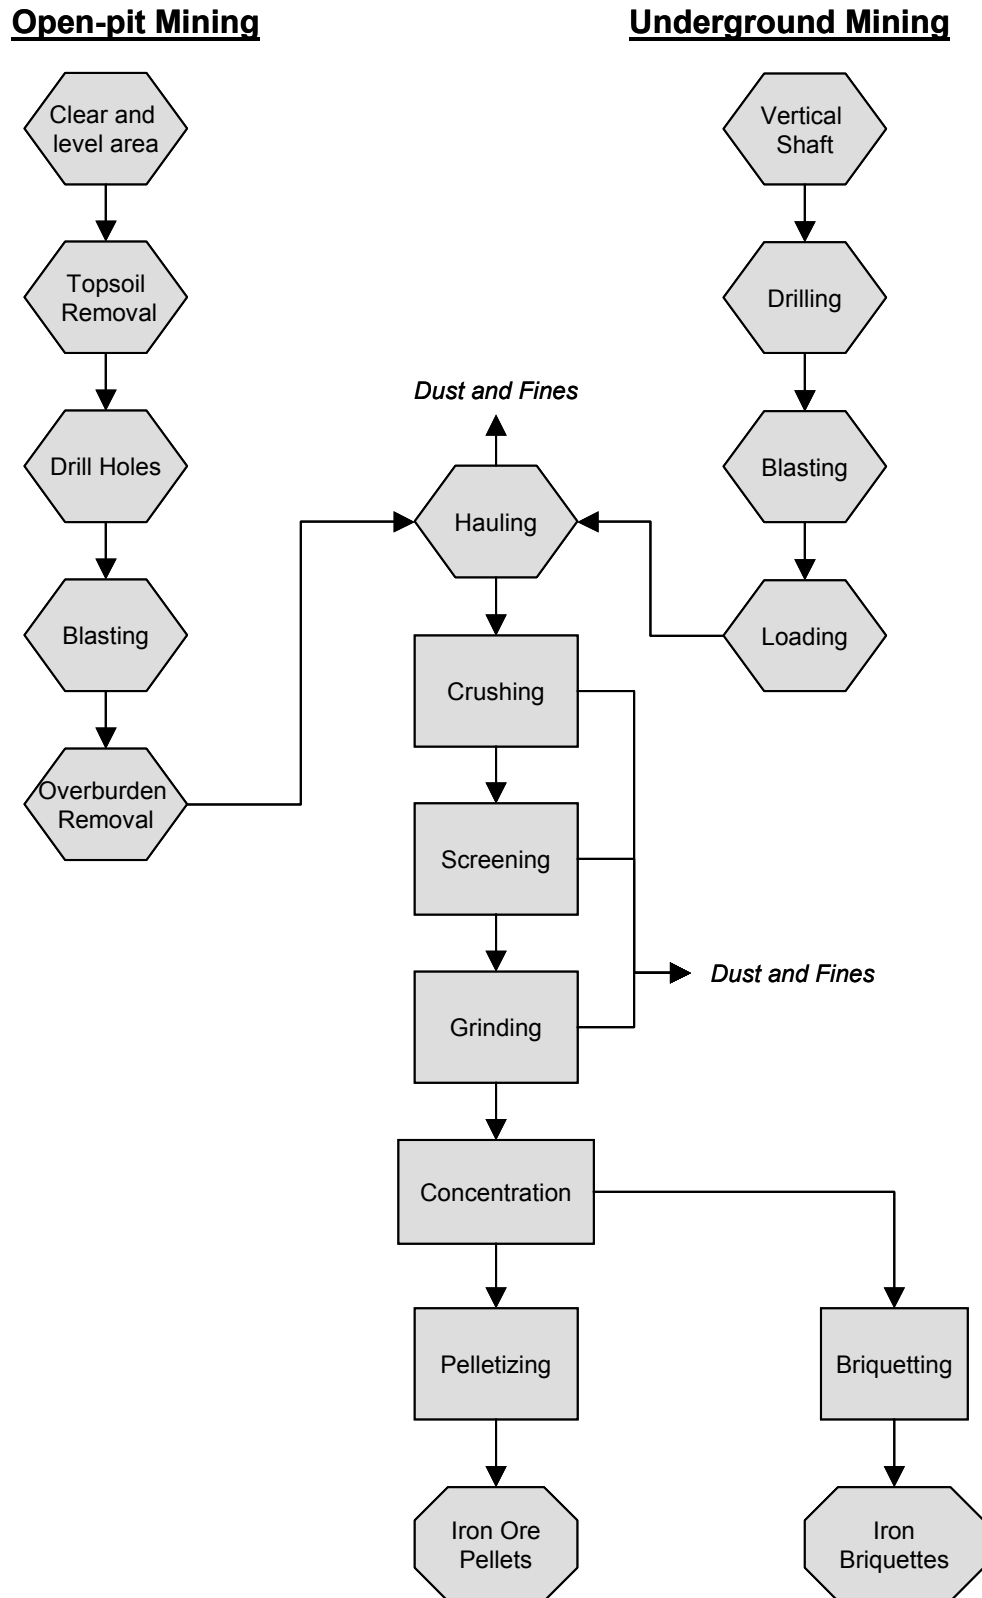 Open-pit Mining
Underground Mining
Clear and
level area
Vertical
Shaft
Topsoil
Removal
Drilling
Dust and Fines
Drill Holes
Blasting
Hauling
Blasting
Loading
Crushing
Overburden
Removal
Screening
Dust and Fines
Grinding
Concentration
Pelletizing
Briquetting
Iron Ore
Pellets
Iron
Briquettes